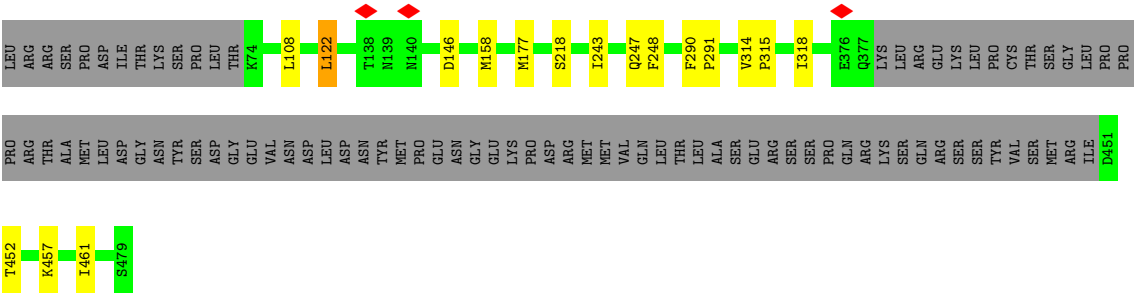 LEU ARG ARG SER PRO ASP ILE THR LYS SER PRO LEU THR K74 L108 L122 T138 N139 N140 D146 M158 M177 S218 I243 Q247 F248 F290 P291 V314 P315 I318 E376 Q377 LYS LEU ARG GLU LYS LEU PRO CYS THR SER GLY LEU PRO PRO
PRO ARG THR ALA MET LEU ASP GLY ASN TYR SER ASP GLY GLU VAL ASN ASP LEU ASP ASN TYR MET PRO GLU ASN GLY GLU LYS PRO ASP ARG MET MET VAL GLN LEU THR LEU ALA SER GLU ARG SER SER PRO GLN ARG LYS SER GLN ARG SER SER TYR VAL SER MET ARG ILE D451
T452 K457 I461 S479